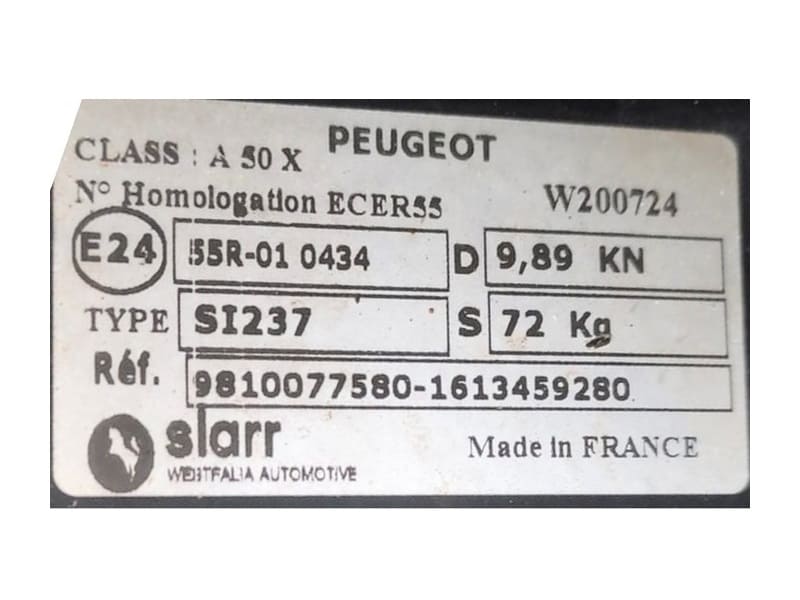 PEUGEOT
CLASS : A 50 X
N° Homologation ECER55 W200724
E24 55R-01 0434 D 9,89 KN
TYPE SI237 S 72 Kg
Réf. 9810077580-1613459280
siarr Made in FRANCE
WESTFALIA AUTOMOTIVE